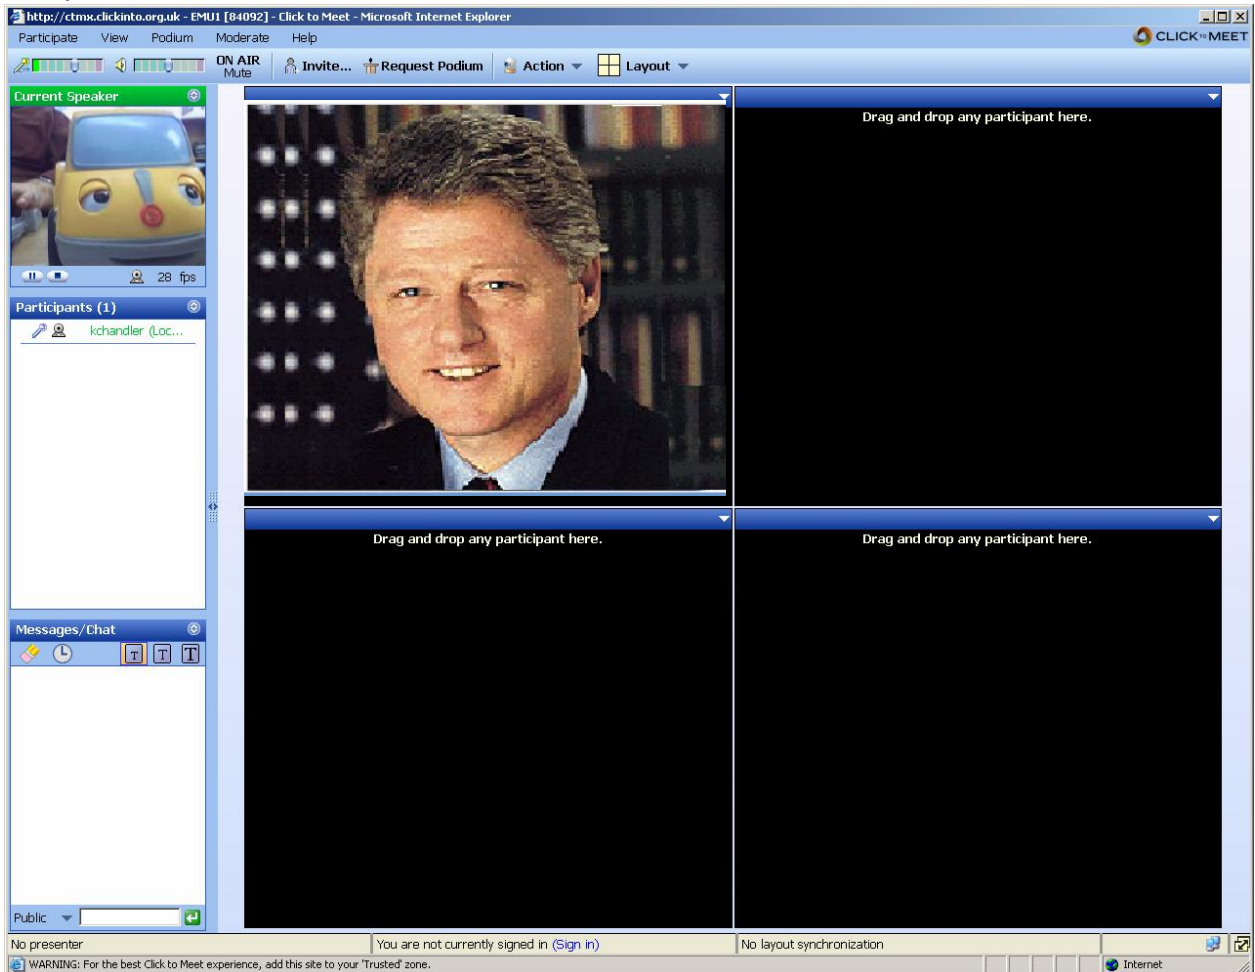 http://ctmx.clickinto.org.uk - EMU1 [84092] - Click to Meet - Microsoft Internet Explorer
Participate View Podium Moderate Help
CLICK TO MEET
ON AIR
Mute
Invite... Request Podium Action Layout
Current Speaker
28 fps
Participants (1)
kchandler (Loc...
Drag and drop any participant here.
Drag and drop any participant here.
Drag and drop any participant here.
Messages/Chat
T T T
Public
No presenter
You are not currently signed in (Sign in)
No layout synchronization
WARNING: For the best Click to Meet experience, add this site to your 'Trusted' zone.
Internet